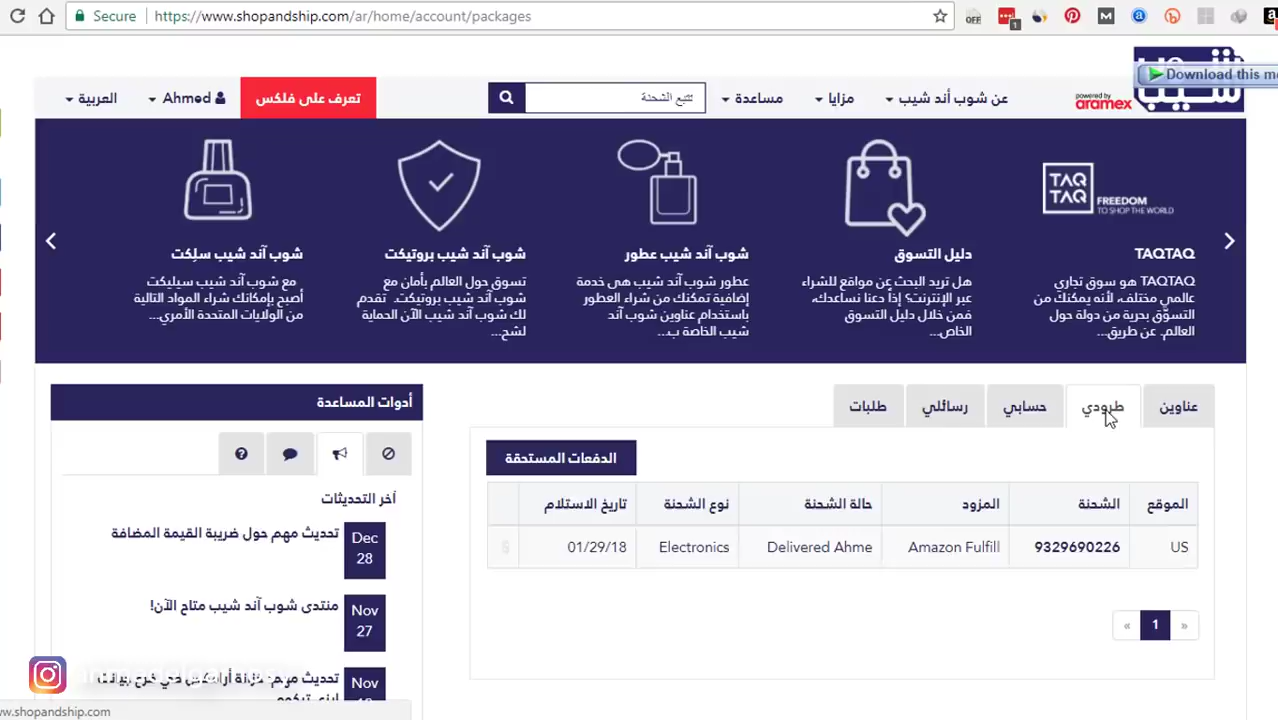 Secure
https://www.shopandship.com/ar/home/account/packages
OFF
1
Download this
شيب
powered by
aramex
عن شوب أند شيب
مزايا
مساعدة
تتبع الشحنة
تعرف على فلكس
Ahmed
العربية
TAQ
TAQ
FREEDOM
TO SHOP THE WORLD
TAQTAQ
TAQTAQ هو سوق تجاري
عالمي مختلف، لأنه يمكنك من
التسوّق بحرية من دولة حول
العالم. عن طريق...
دليل التسوق
هل تريد البحث عن مواقع للشراء
عبر الإنترنت؟ إذاً دعنا نساعدك،
فمن خلال دليل التسوق
الخاص...
شوب آند شيب عطور
عطور شوب آند شيب هى خدمة
إضافية تمكنك من شراء العطور
باستخدام عناوين شوب آند
شيب الخاصة ب...
شوب آند شيب بروتيكت
تسوق حول العالم بأمان مع
شوب آند شيب بروتيكت. تقدم
لك شوب آند شيب الآن الحماية
لشح...
شوب آند شيب سلِكت
مع شوب آند شيب سيليكت
أصبح بإمكانك شراء المواد التالية
من الولايات المتحدة الأمري...
عناوين
طرودي
حسابي
رسائلي
طلبات
الدفعات المستحقة
الموقع الشحنة المزود حالة الشحنة نوع الشحنة تاريخ الاستلام
US 9329690226 Amazon Fulfill Delivered Ahme Electronics 01/29/18
« 1 »
أدوات المساعدة
آخر التحديثات
Dec
28
تحديث مهم حول ضريبة القيمة المضافة
Nov
27
منتدى شوب آند شيب متاح الآن!
Nov
تحديث
www.shopandship.com